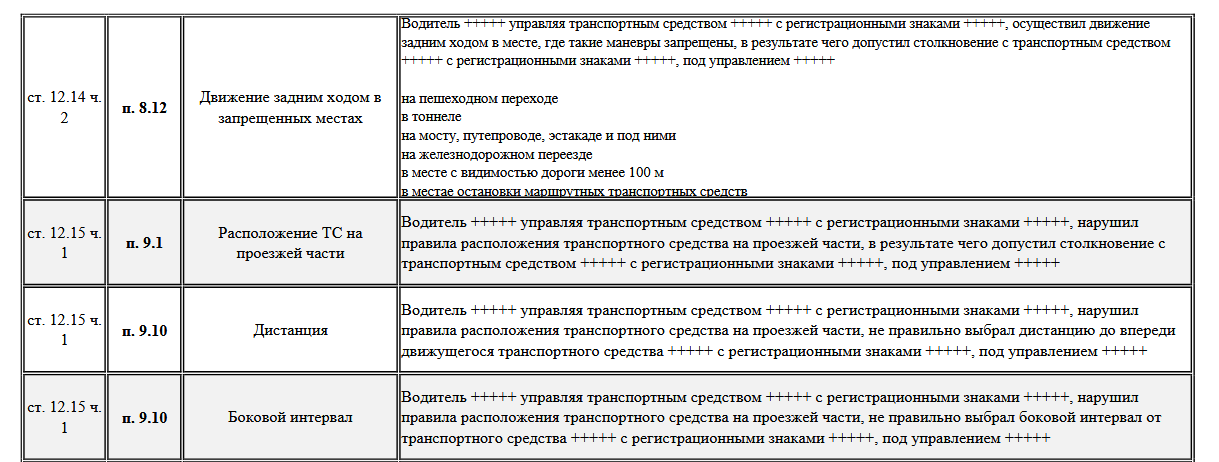 ст. 12.14 ч.
2
п. 8.12
Движение задним ходом в
запрещенных местах
Водитель +++++ управляя транспортным средством +++++ с регистрационными знаками +++++, осуществил движение
задним ходом в месте, где такие маневры запрещены, в результате чего допустил столкновение с транспортным средством
+++++ с регистрационными знаками +++++, под управлением +++++
на пешеходном переходе
в тоннеле
на мосту, путепроводе, эстакаде и под ними
на железнодорожном переезде
в месте с видимостью дороги менее 100 м
в местае остановки маршрутных транспортных средств
ст. 12.15 ч.
1
п. 9.1
Расположение ТС на
проезжей части
Водитель +++++ управляя транспортным средством +++++ с регистрационными знаками +++++, нарушил
правила расположения транспортного средства на проезжей части, в результате чего допустил столкновение с
транспортным средством +++++ с регистрационными знаками +++++, под управлением +++++
ст. 12.15 ч.
1
п. 9.10
Дистанция
Водитель +++++ управляя транспортным средством +++++ с регистрационными знаками +++++, нарушил
правила расположения транспортного средства на проезжей части, не правильно выбрал дистанцию до впереди
движущегося транспортного средства +++++ с регистрационными знаками +++++, под управлением +++++
ст. 12.15 ч.
1
п. 9.10
Боковой интервал
Водитель +++++ управляя транспортным средством +++++ с регистрационными знаками +++++, нарушил
правила расположения транспортного средства на проезжей части, не правильно выбрал боковой интервал от
транспортного средства +++++ с регистрационными знаками +++++, под управлением +++++